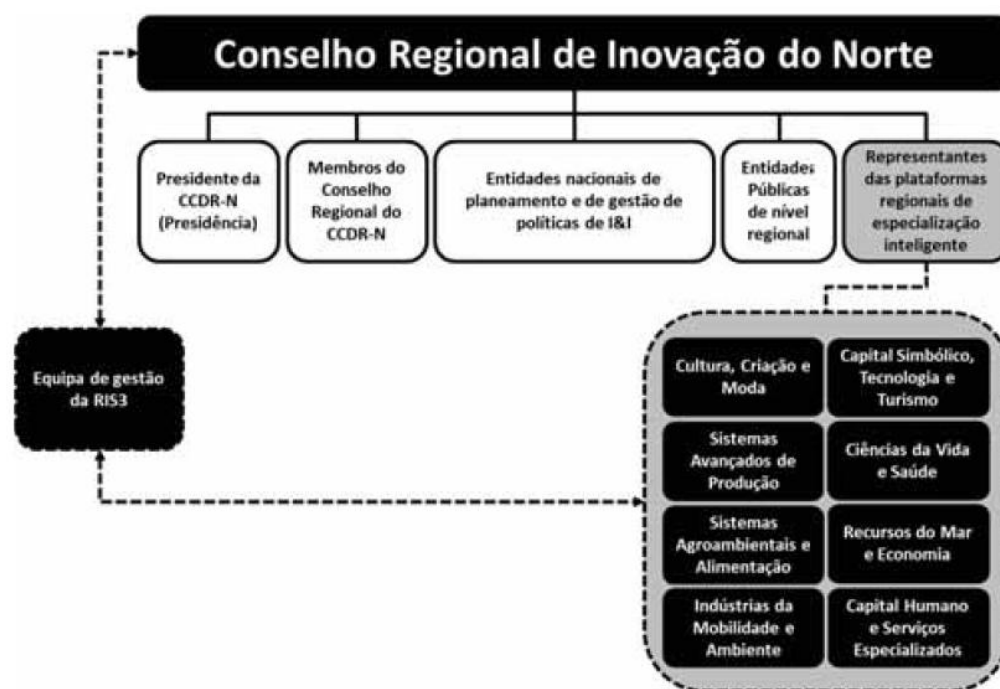 Conselho Regional de Inovação do Norte
Presidente da
CCDR-N
(Presidência)
Membros do
Conselho
Regional do
CCDR-N
Entidades nacionais de
planeamento e de gestão de
políticas de I&I
Entidades
Públicas
de nível
regional
Representantes
das plataformas
regionais de
especialização
inteligente
Equipa de gestão
da RIS3
Cultura, Criação e
Moda
Capital Simbólico,
Tecnologia e
Turismo
Sistemas
Avançados de
Produção
Ciências da Vida
e Saúde
Sistemas
Agroambientais e
Alimentação
Recursos do Mar
e Economia
Indústrias da
Mobilidade e
Ambiente
Capital Humano
e Serviços
Especializados